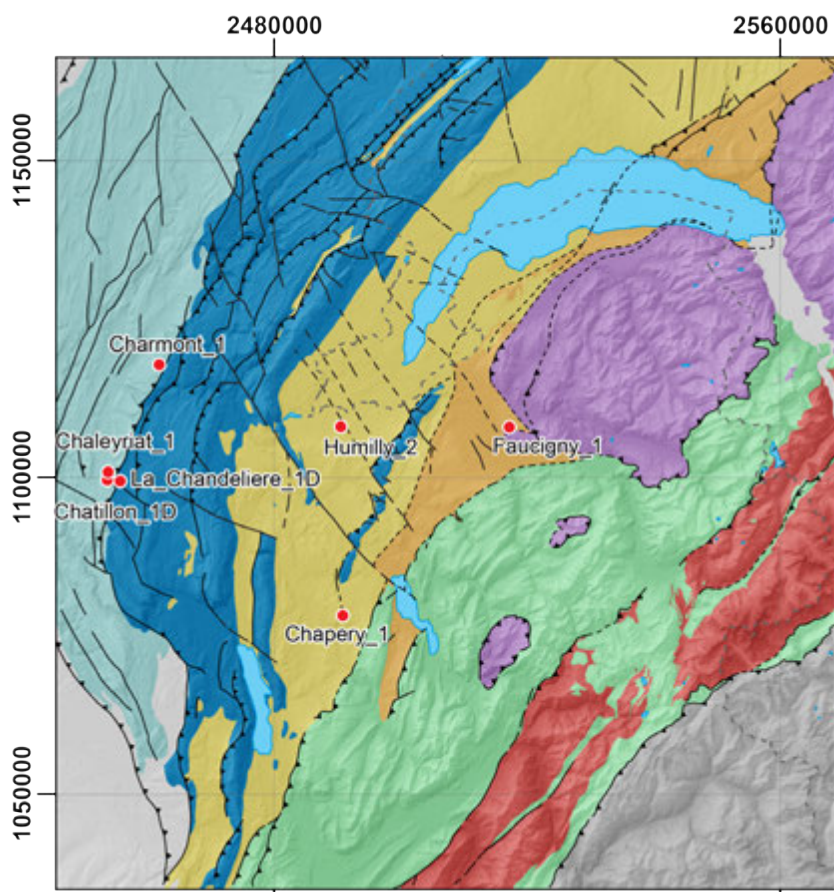 2480000
2560000
1150000
Charmont_1
Chaleyriat_1
Humilly_2
Faucigny_1
1100000
La_Chandeliere_1D
Chatillon_1D
Chapery_1
1050000